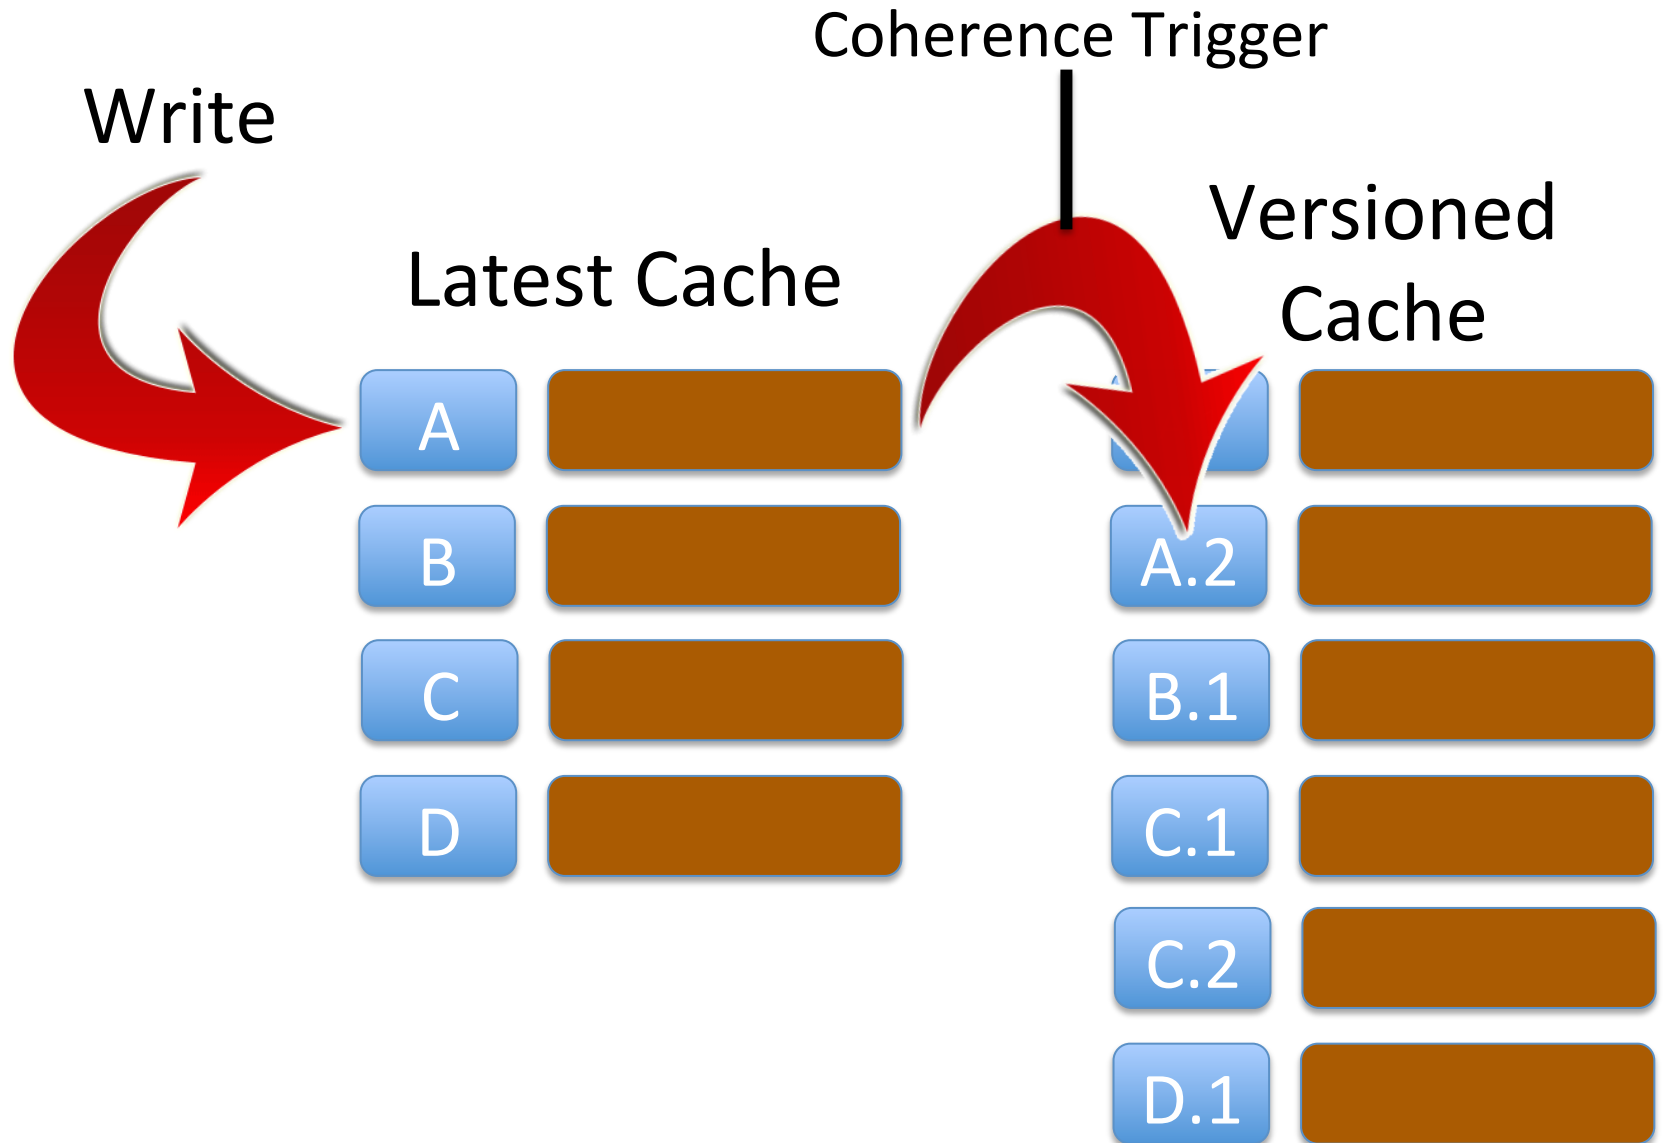 Coherence Trigger
Write
Versioned
Cache
Latest Cache
A
B
C
D
A.2
B.1
C.1
C.2
D.1